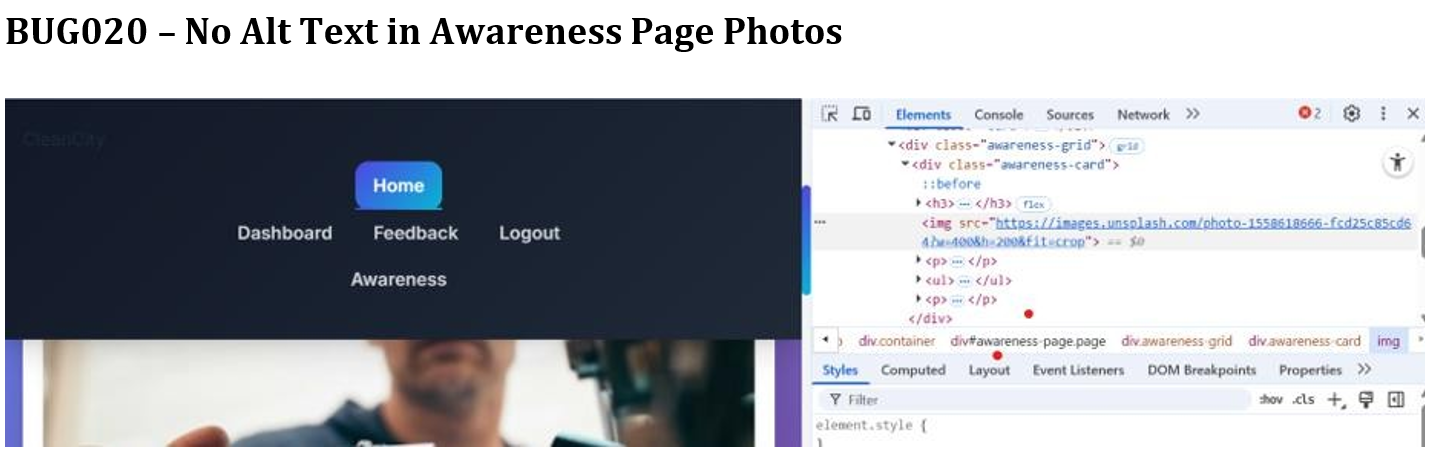 BUG020 – No Alt Text in Awareness Page Photos
CleanCity
Home
Dashboard Feedback Logout
Awareness
Elements Console Sources Network 2
<div class="awareness-grid"> grid
<div class="awareness-card">
::before
<h3> … </h3> flex
… <img src="https://images.unsplash.com/photo-1558618666-fcd25c85cd6
4?w=400&h=200&fit=crop"> == $0
<p> … </p>
<ul> … </ul>
<p> … </p>
</div>
div.container div#awareness-page.page div.awareness-grid div.awareness-card img
Styles Computed Layout Event Listeners DOM Breakpoints Properties
Filter :hov .cls
element.style {
}